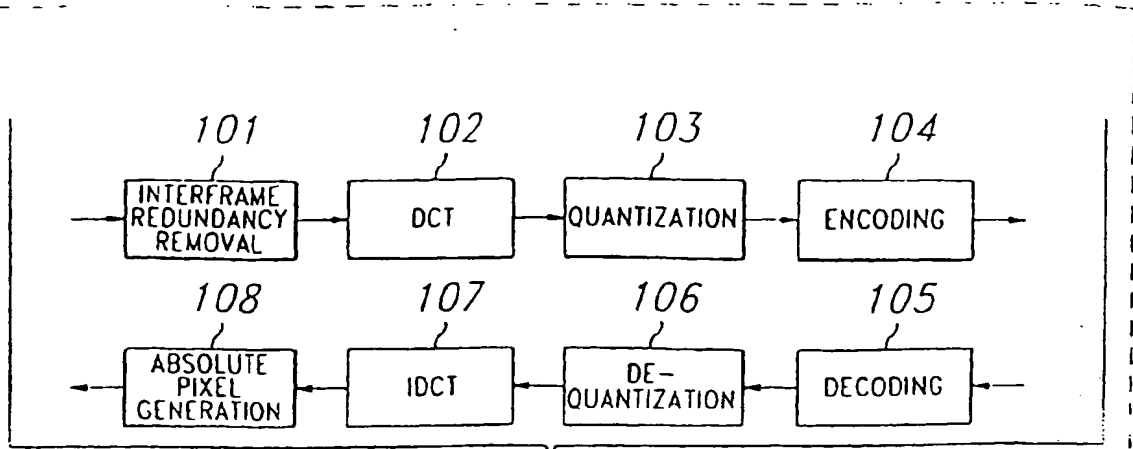 101 102 103 104
INTERFRAME
REDUNDANCY
REMOVAL
DCT
QUANTIZATION
ENCODING
108 107 106 105
ABSOLUTE
PIXEL
GENERATION
IDCT
DE-
QUANTIZATION
DECODING